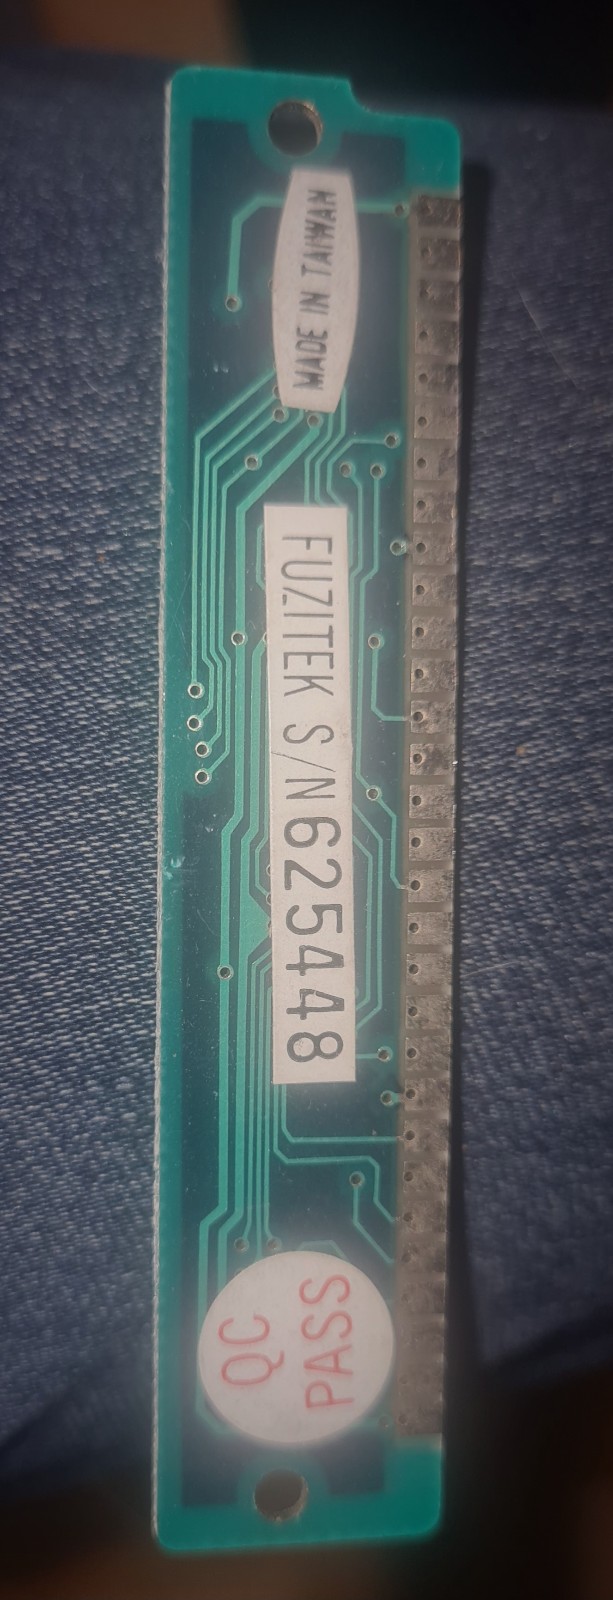 MADE IN TAIWAN
FUZITEK S/N625448
QC
PASS